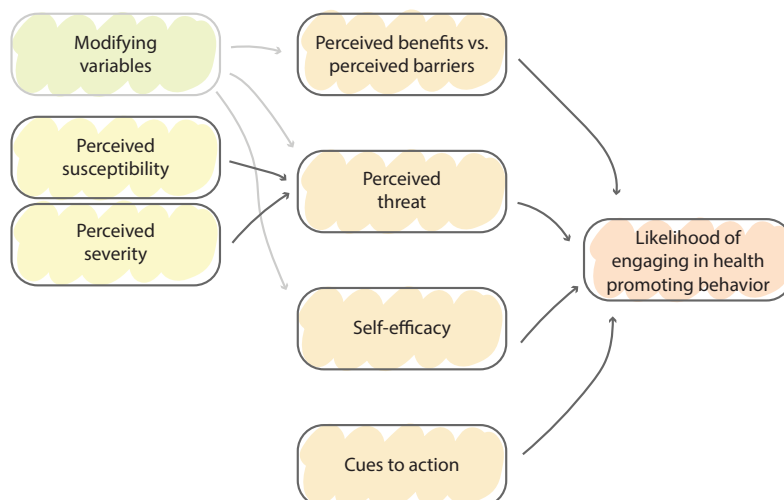 Modifying
variables
Perceived benefits vs.
perceived barriers
Perceived
susceptibility
Perceived
threat
Perceived
severity
Likelihood of
engaging in health
promoting behavior
Self-efficacy
Cues to action